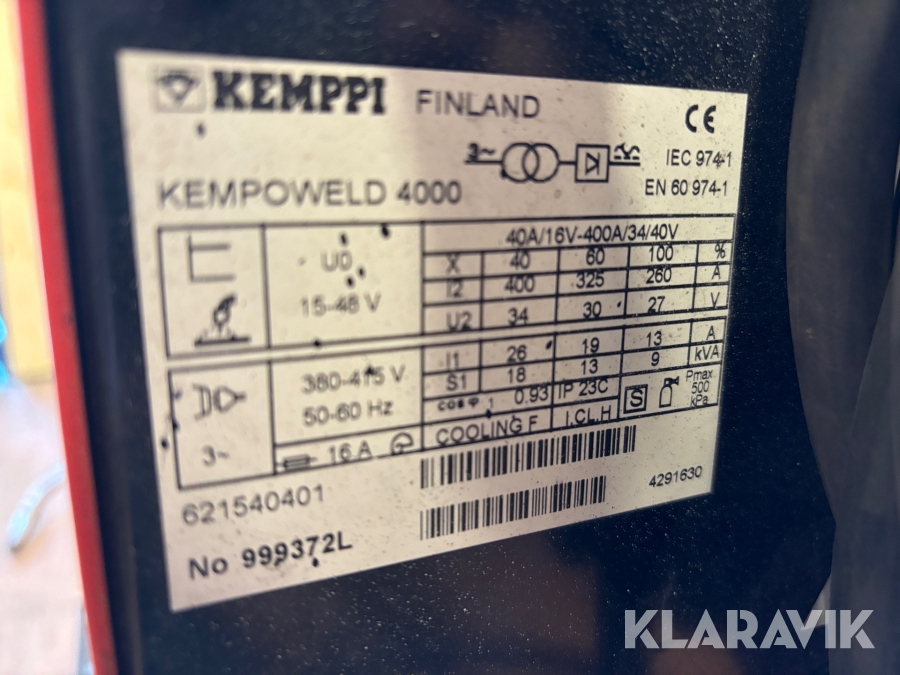 KEMPPI FINLAND
CE
3~
IEC 974-1
EN 60 974-1
KEMPOWELD 4000
U0
15-48 V
40A/16V-400A/34/40V
X 40 60 100 %
I2 400 325 260 A
U2 34 30 27 V
3~
380-415 V
50-60 Hz
16 A
I1 26 19 13 A
S1 18 13 9 kVA
cosφ 1 0.93 IP 23C
COOLING F I.CL.H
S
Pmax
500
kPa
621540401
4291630
No 999372L
KLARAVIK